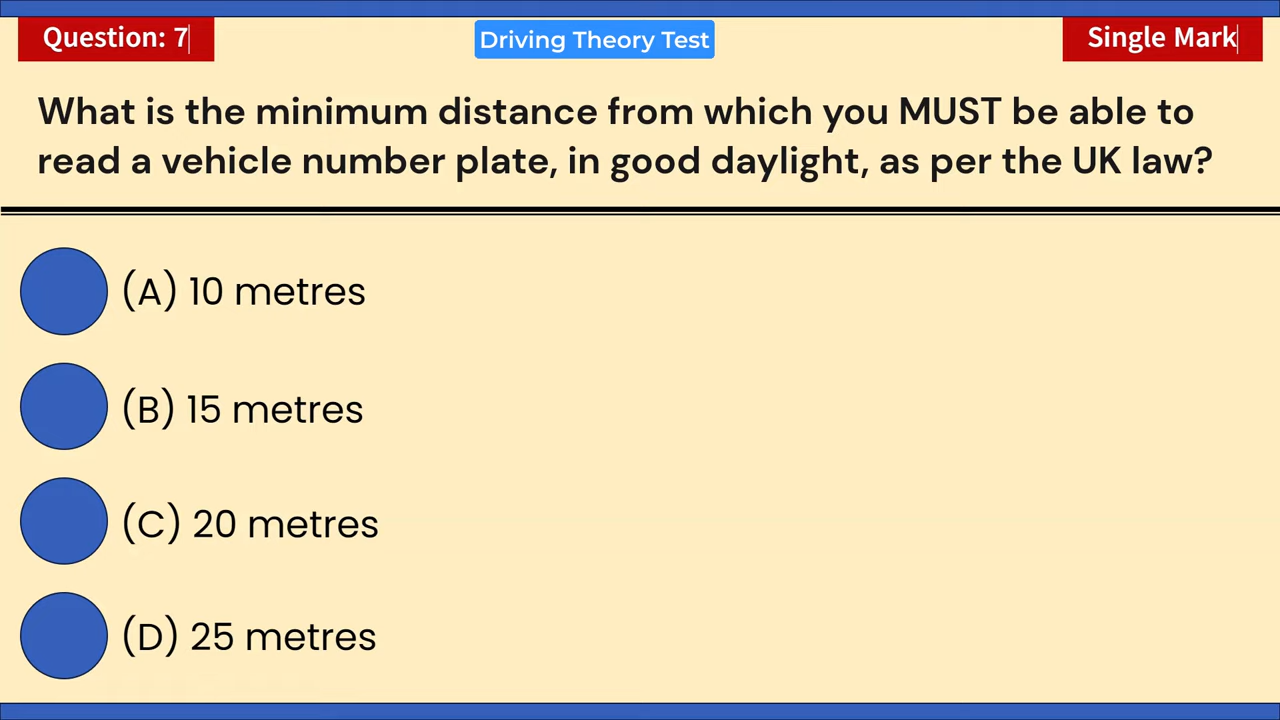 Question: 7
Driving Theory Test
Single Mark
What is the minimum distance from which you MUST be able to
read a vehicle number plate, in good daylight, as per the UK law?
(A) 10 metres
(B) 15 metres
(C) 20 metres
(D) 25 metres